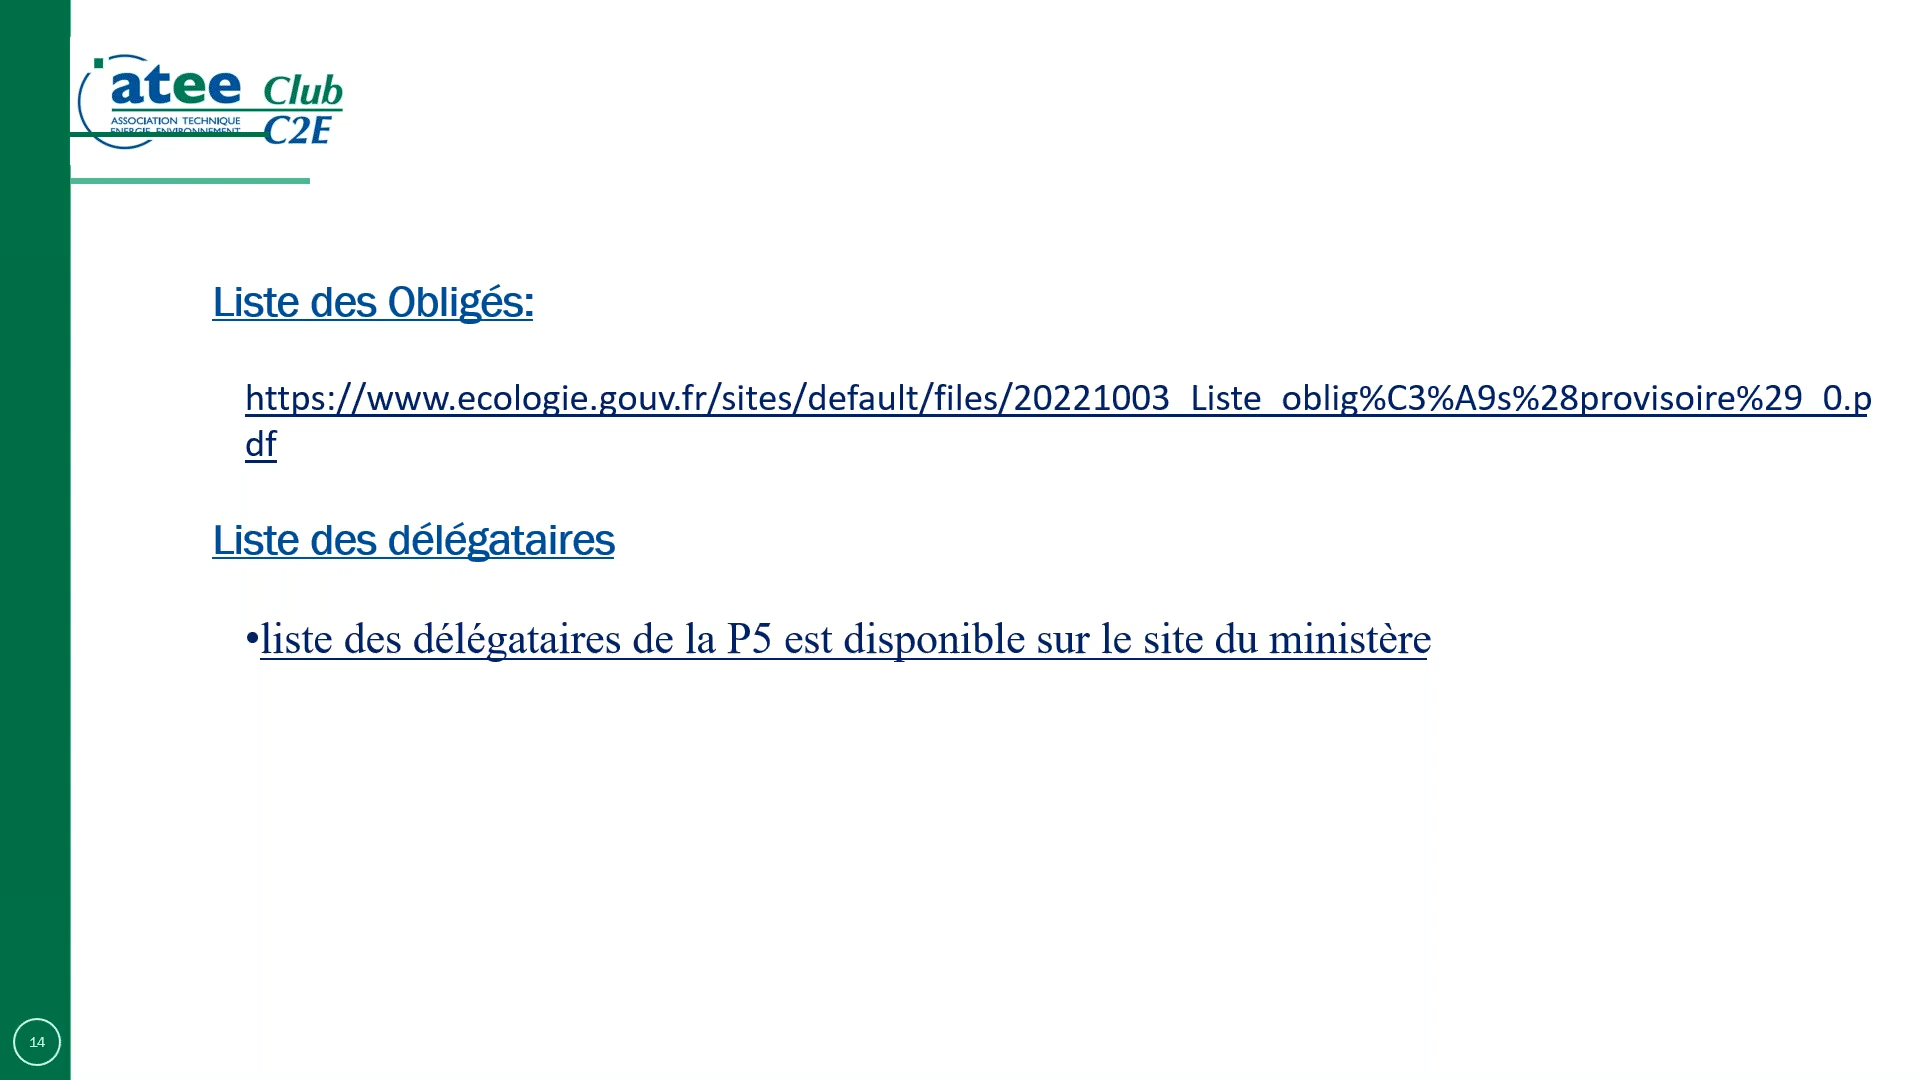 atee Club
ASSOCIATION TECHNIQUE
ENERGIE ENVIRONNEMENT
C2E
Liste des Obligés:
https://www.ecologie.gouv.fr/sites/default/files/20221003_Liste_oblig%C3%A9s%28provisoire%29_0.p
df
Liste des délégataires
•liste des délégataires de la P5 est disponible sur le site du ministère
14